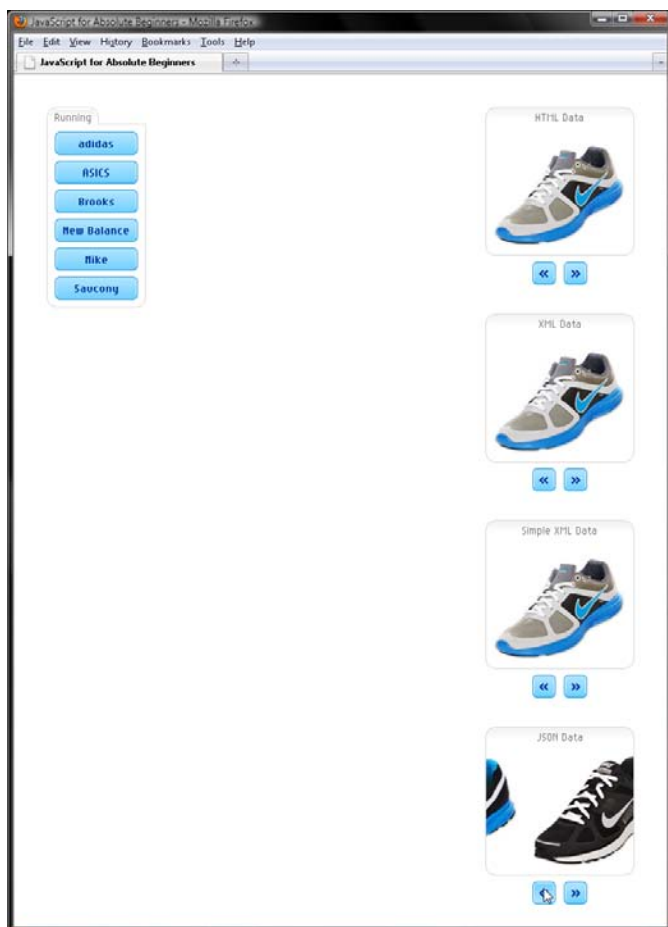 JavaScript for Absolute Beginners - Mozilla Firefox
File Edit View History Bookmarks Tools Help
JavaScript for Absolute Beginners
Running
adidas
ASICS
Brooks
New Balance
Nike
Saucony
HTML Data
« »
XML Data
« »
Simple XML Data
« »
JSON Data
»